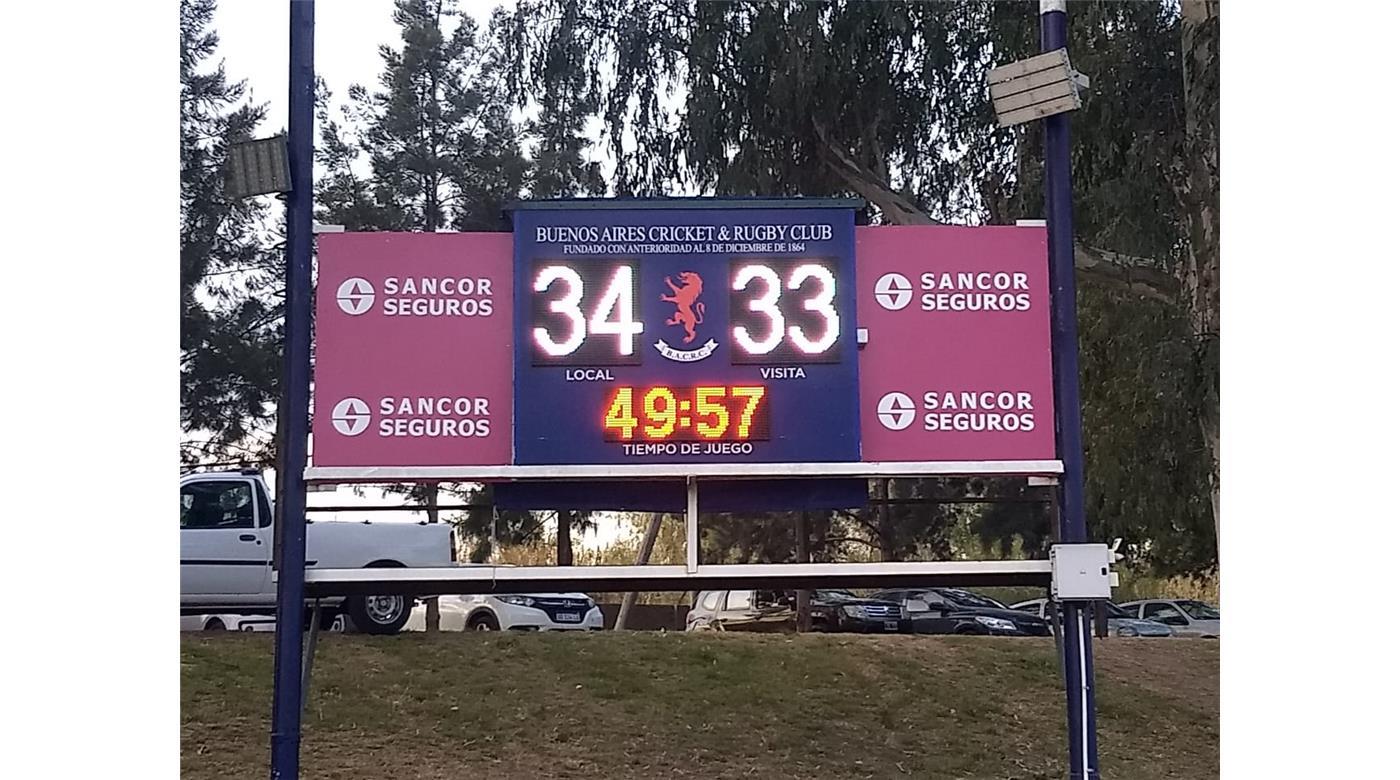 BUENOS AIRES CRICKET & RUGBY CLUB
FUNDADO CON ANTERIORIDAD AL 8 DE DICIEMBRE DE 1864
SANCOR
SEGUROS
34
33
B.A.C.R.C.
LOCAL
VISITA
SANCOR
SEGUROS
SANCOR
SEGUROS
49:57
TIEMPO DE JUEGO
SANCOR
SEGUROS